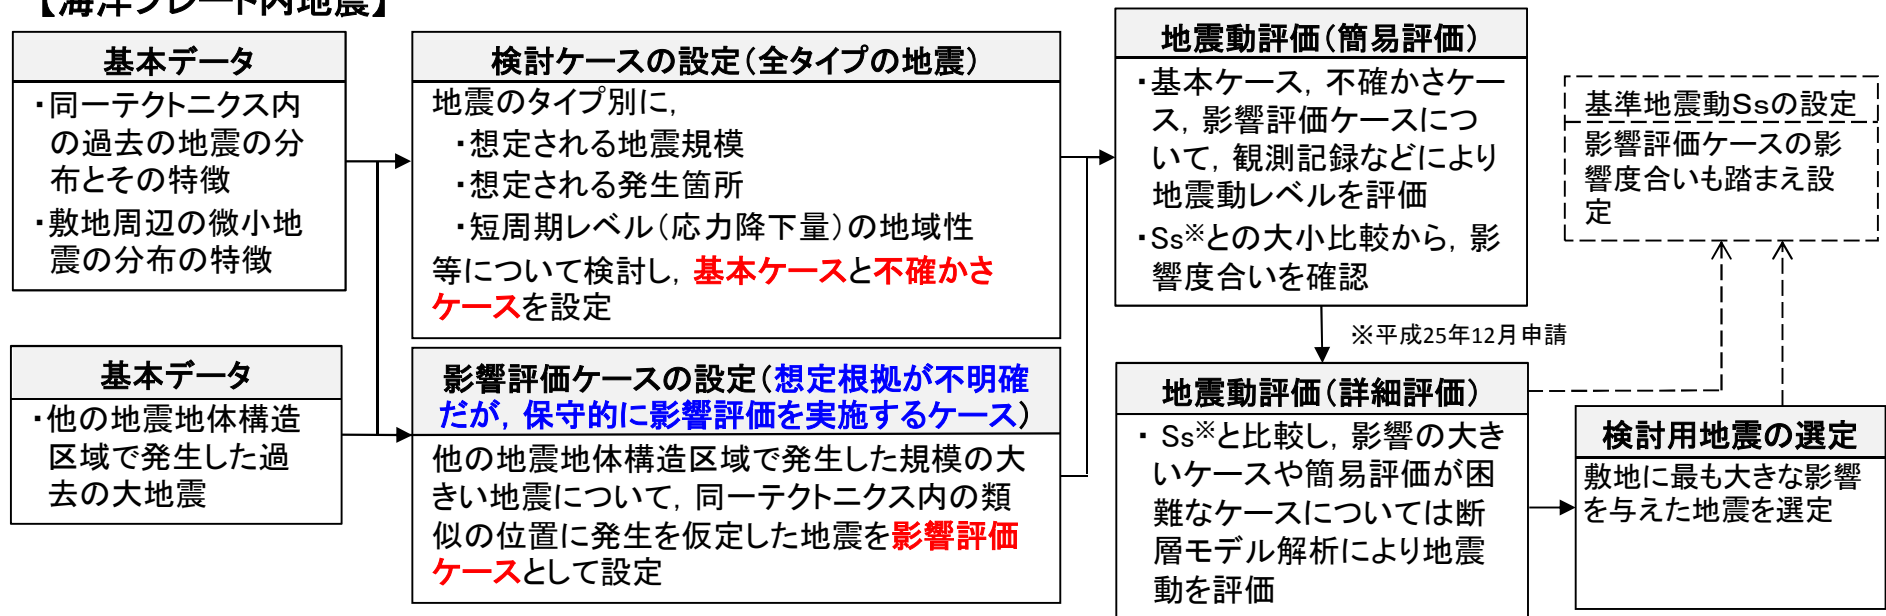 【海洋プレート内地震】
基本データ
・同一テクトニクス内
の過去の地震の分
布とその特徴
・敷地周辺の微小地
震の分布の特徴
基本データ
・他の地震地体構造
区域で発生した過
去の大地震
検討ケースの設定（全タイプの地震）
地震のタイプ別に，
・想定される地震規模
・想定される発生箇所
・短周期レベル（応力降下量）の地域性
等について検討し，基本ケースと不確かさ
ケースを設定
影響評価ケースの設定（想定根拠が不明確
だが，保守的に影響評価を実施するケース）
他の地震地体構造区域で発生した規模の大
きい地震について，同一テクトニクス内の類
似の位置に発生を仮定した地震を影響評価
ケースとして設定
地震動評価（簡易評価）
・基本ケース，不確かさケー
ス，影響評価ケースにつ
いて，観測記録などにより
地震動レベルを評価
・Ss※との大小比較から，影
響度合いを確認
※平成25年12月申請
地震動評価（詳細評価）
・ Ss※と比較し，影響の大き
いケースや簡易評価が困
難なケースについては断
層モデル解析により地震
動を評価
基準地震動Ssの設定
影響評価ケースの影
響度合いも踏まえ設
定
検討用地震の選定
敷地に最も大きな影響
を与えた地震を選定